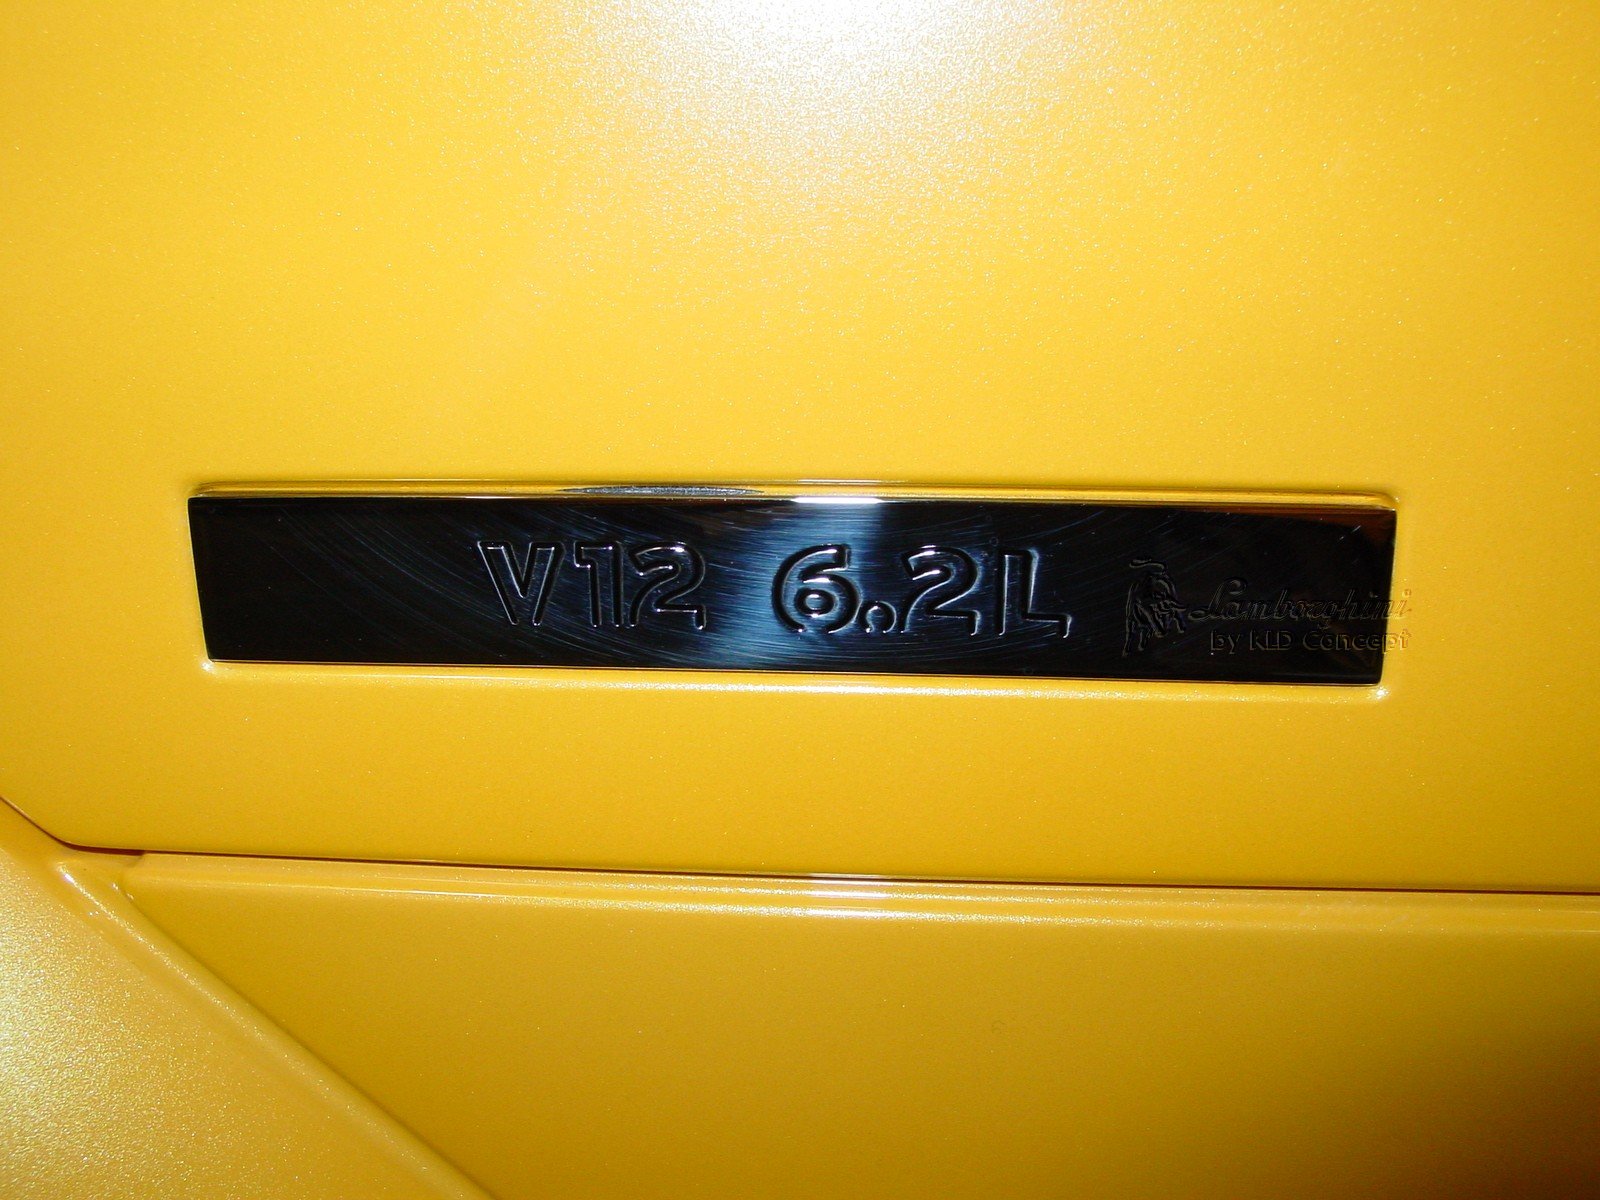 V12 6.2L
Lamborghini
by KLD Concept